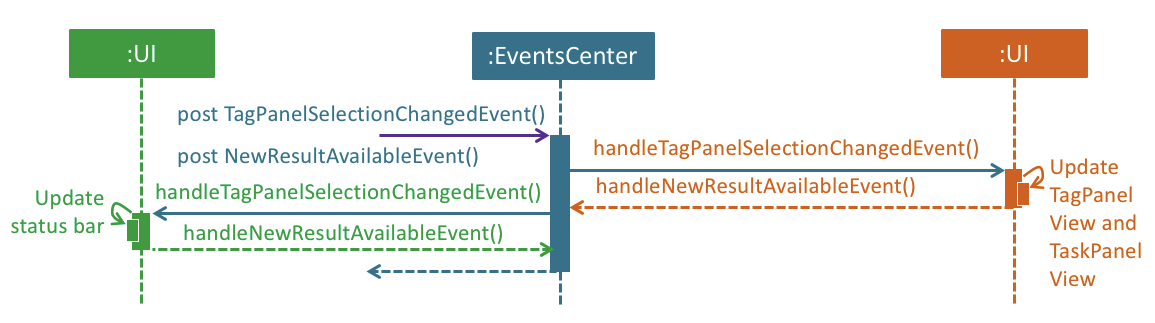 :UI
:EventsCenter
:UI
post TagPanelSelectionChangedEvent()
post NewResultAvailableEvent()
handleTagPanelSelectionChangedEvent()
handleNewResultAvailableEvent()
Update
TagPanel
View and
TaskPanel
View
handleTagPanelSelectionChangedEvent()
Update
status bar
handleNewResultAvailableEvent()